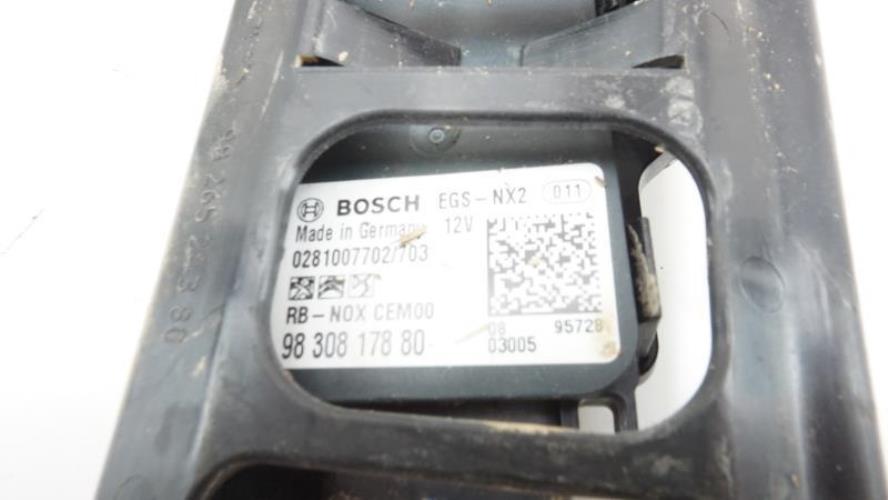 BOSCH EGS-NX2 011
Made in Germany 12V
0281007702/703
RB-NOX CEM00
98 308 178 80
08 95728
03005